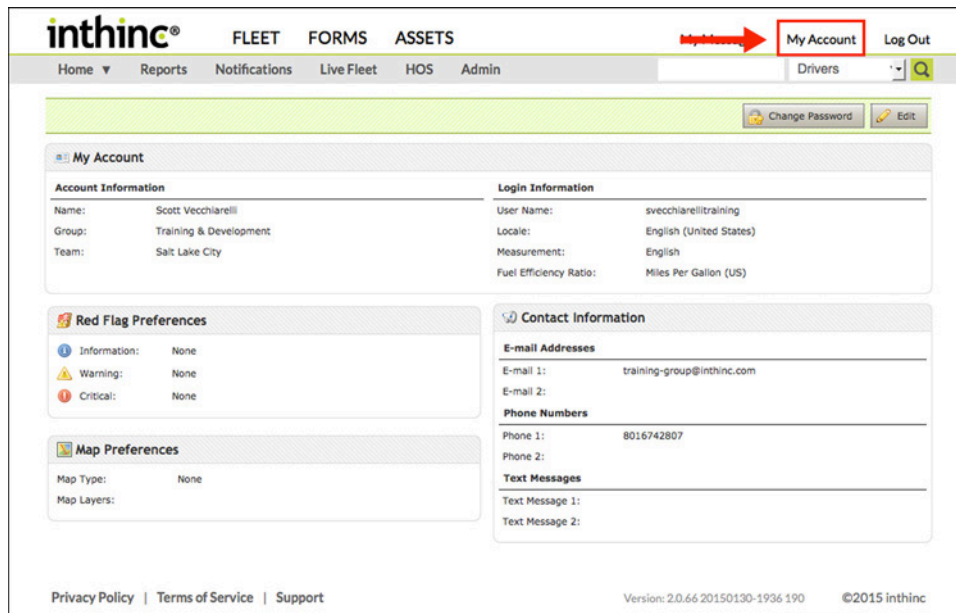 inthinc® FLEET FORMS ASSETS My Account Log Out
Home ▼ Reports Notifications Live Fleet HOS Admin Drivers
Change Password Edit
My Account
Account Information Login Information
Name: Scott Vecchiarelli User Name: svecchiarellitraining
Group: Training & Development Locale: English (United States)
Team: Salt Lake City Measurement: English
Fuel Efficiency Ratio: Miles Per Gallon (US)
Red Flag Preferences
Information: None
Warning: None
Critical: None
Map Preferences
Map Type: None
Map Layers:
Contact Information
E-mail Addresses
E-mail 1: training-group@inthinc.com
E-mail 2:
Phone Numbers
Phone 1: 8016742807
Phone 2:
Text Messages
Text Message 1:
Text Message 2:
Privacy Policy | Terms of Service | Support Version: 2.0.66 20150130-1936 190 ©2015 inthinc